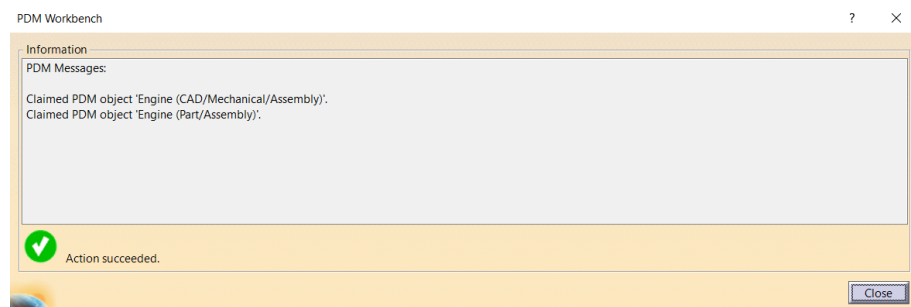 PDM Workbench
?
Information
PDM Messages:
Claimed PDM object 'Engine (CAD/Mechanical/Assembly)'.
Claimed PDM object 'Engine (Part/Assembly)'.
Action succeeded.
Close